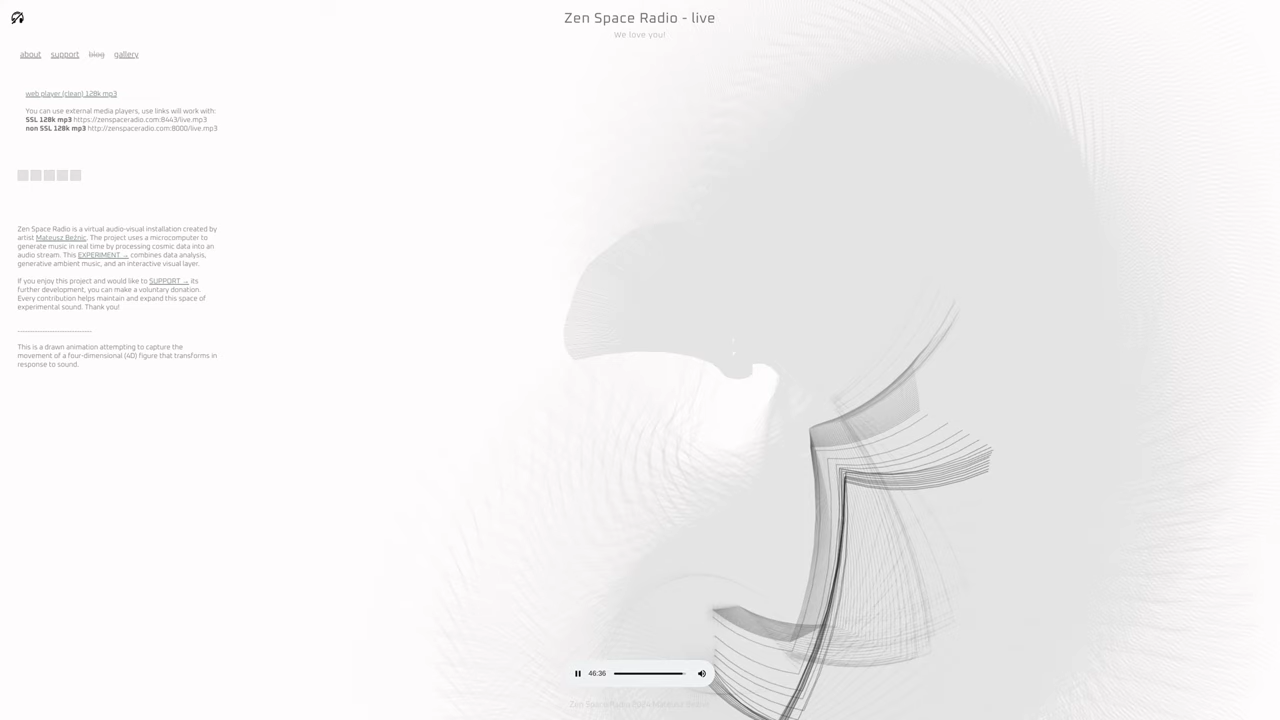 Zen Space Radio - live
We love you!
about support blog gallery
web player (clean) 128k mp3
You can use external media players, use links will work with:
SSL 128k mp3 https://zenspaceradio.com:8443/live.mp3
non SSL 128k mp3 http://zenspaceradio.com:8000/live.mp3
Zen Space Radio is a virtual audio-visual installation created by
artist Mateusz Beźnic. The project uses a microcomputer to
generate music in real time by processing cosmic data into an
audio stream. This EXPERIMENT → combines data analysis,
generative ambient music, and an interactive visual layer.
If you enjoy this project and would like to SUPPORT → its
further development, you can make a voluntary donation.
Every contribution helps maintain and expand this space of
experimental sound. Thank you!
This is a drawn animation attempting to capture the
movement of a four-dimensional (4D) figure that transforms in
response to sound.
46:36
Zen Space Radio 2024 Mateusz Beźnic